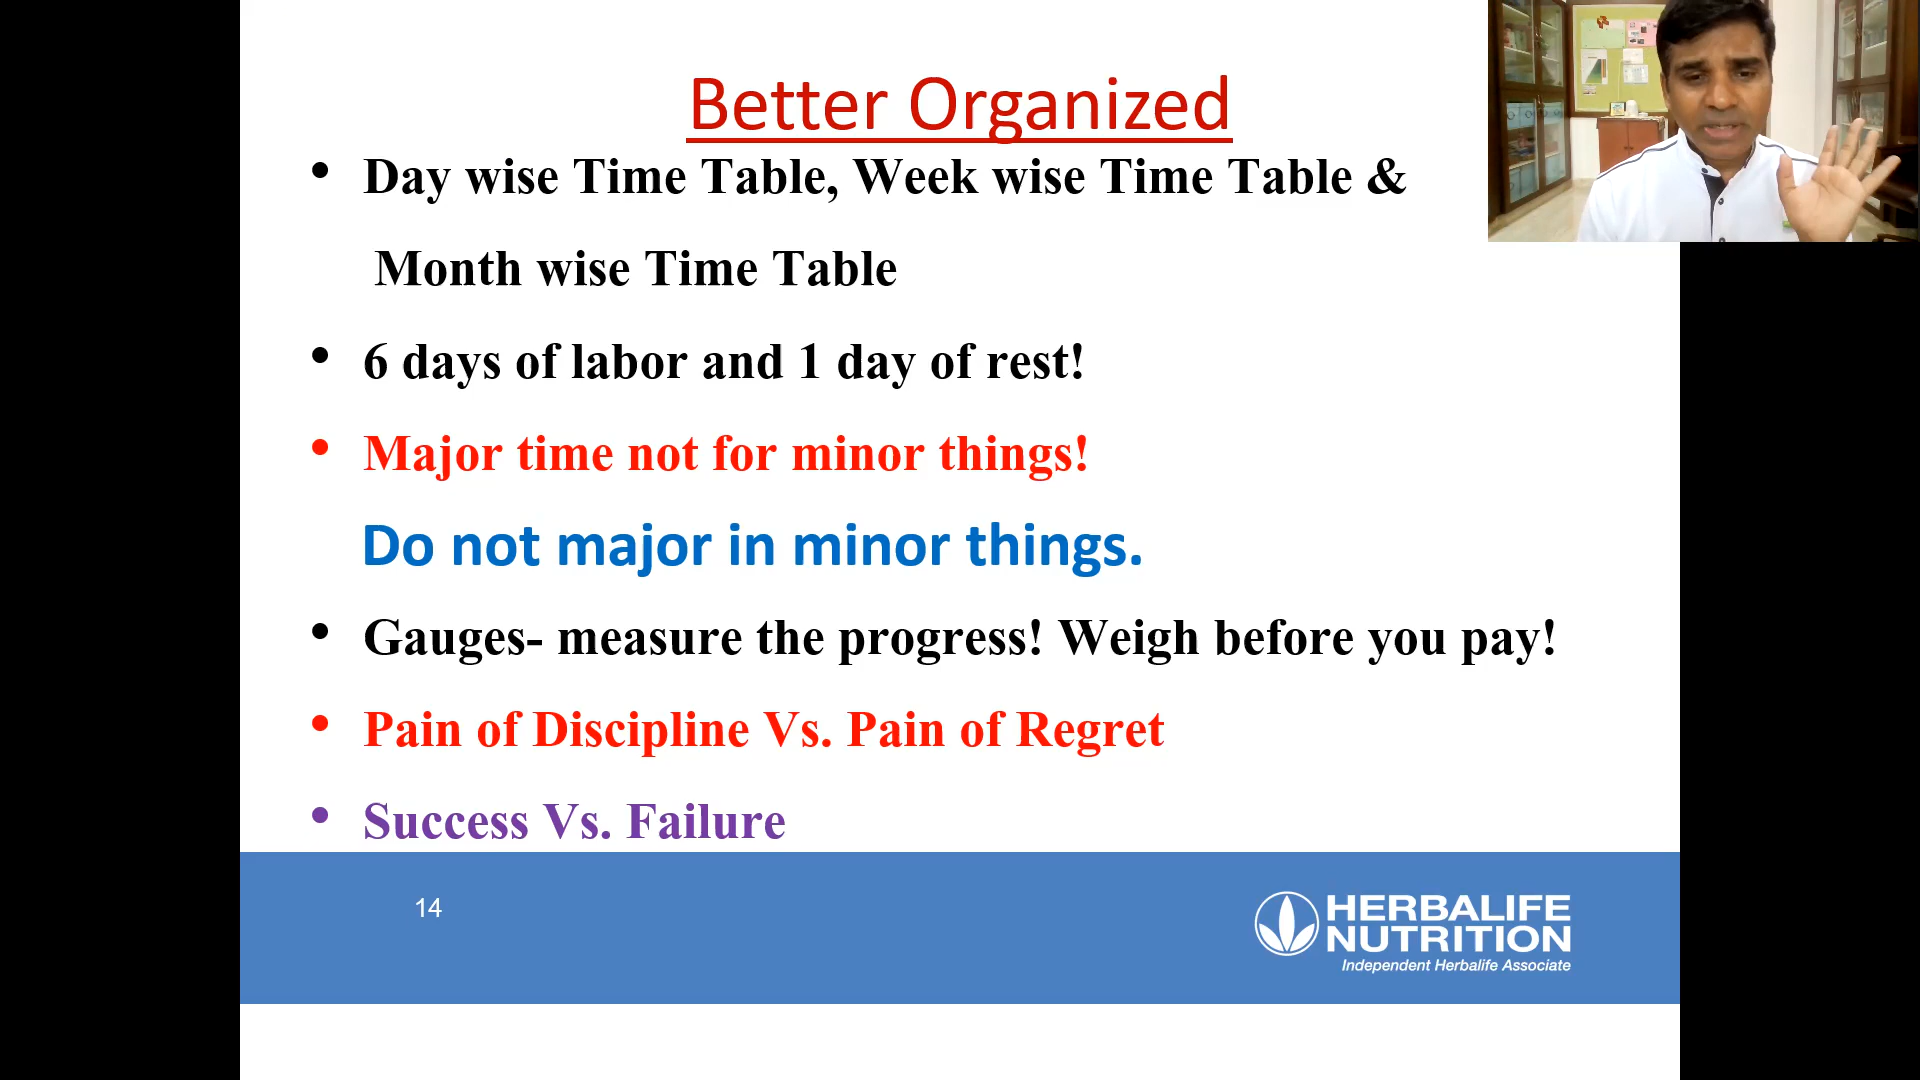 Better Organized
• Day wise Time Table, Week wise Time Table &
Month wise Time Table
• 6 days of labor and 1 day of rest!
• Major time not for minor things!
Do not major in minor things.
• Gauges- measure the progress! Weigh before you pay!
• Pain of Discipline Vs. Pain of Regret
• Success Vs. Failure
14
HERBALIFE
NUTRITION
Independent Herbalife Associate